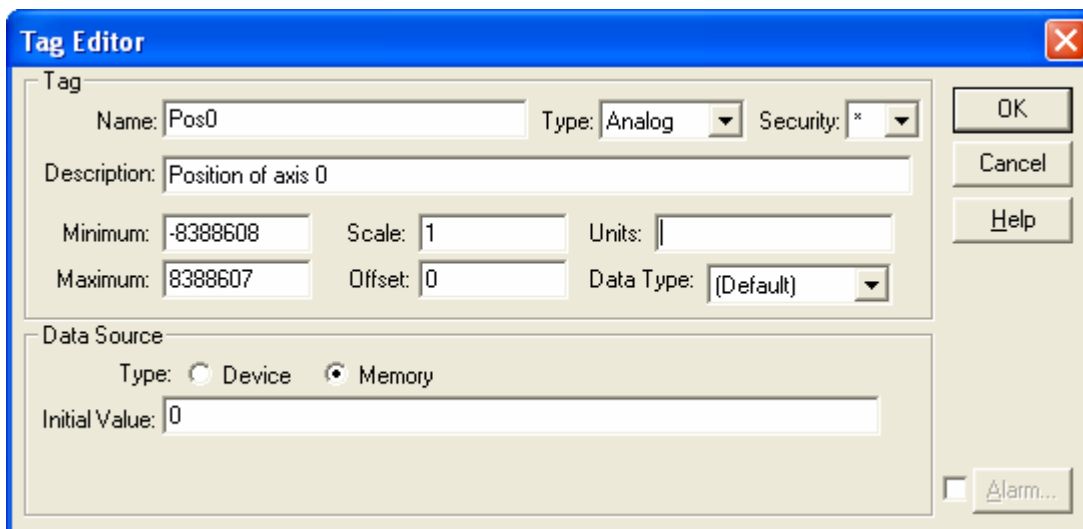 Tag Editor
Tag
Name: Pos0 Type: Analog Security: * OK
Description: Position of axis 0 Cancel
Minimum: -8388608 Scale: 1 Units: Help
Maximum: 8388607 Offset: 0 Data Type: (Default)
Data Source
Type: Device Memory
Initial Value: 0
Alarm...